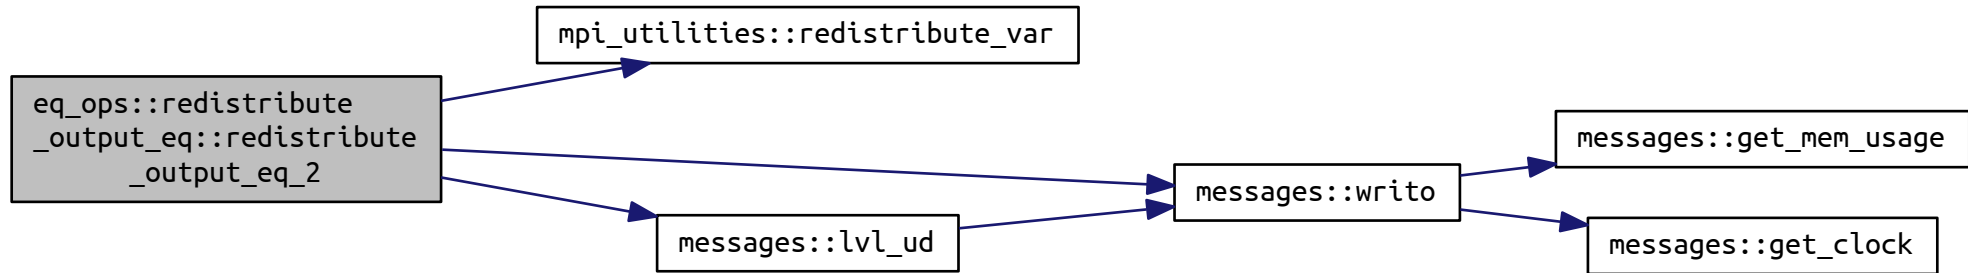 eq_ops::redistribute
_output_eq::redistribute
_output_eq_2
mpi_utilities::redistribute_var
messages::lvl_ud
messages::writo
messages::get_mem_usage
messages::get_clock